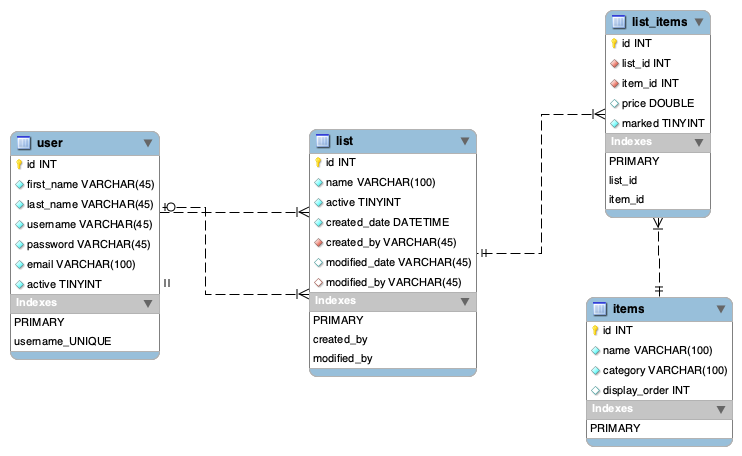 user
id INT
first_name VARCHAR(45)
last_name VARCHAR(45)
username VARCHAR(45)
password VARCHAR(45)
email VARCHAR(100)
active TINYINT
Indexes
PRIMARY
username_UNIQUE
list
id INT
name VARCHAR(100)
active TINYINT
created_date DATETIME
created_by VARCHAR(45)
modified_date VARCHAR(45)
modified_by VARCHAR(45)
Indexes
PRIMARY
created_by
modified_by
list_items
id INT
list_id INT
item_id INT
price DOUBLE
marked TINYINT
Indexes
PRIMARY
list_id
item_id
items
id INT
name VARCHAR(100)
category VARCHAR(100)
display_order INT
Indexes
PRIMARY